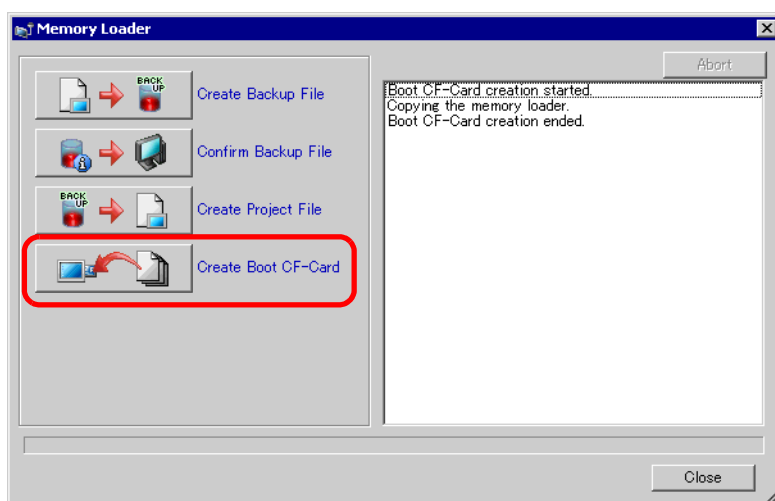 Memory Loader
Abort
BACK
UP
Create Backup File
Confirm Backup File
BACK
UP
Create Project File
Create Boot CF-Card
Boot CF-Card creation started.
Copying the memory loader.
Boot CF-Card creation ended.
Close